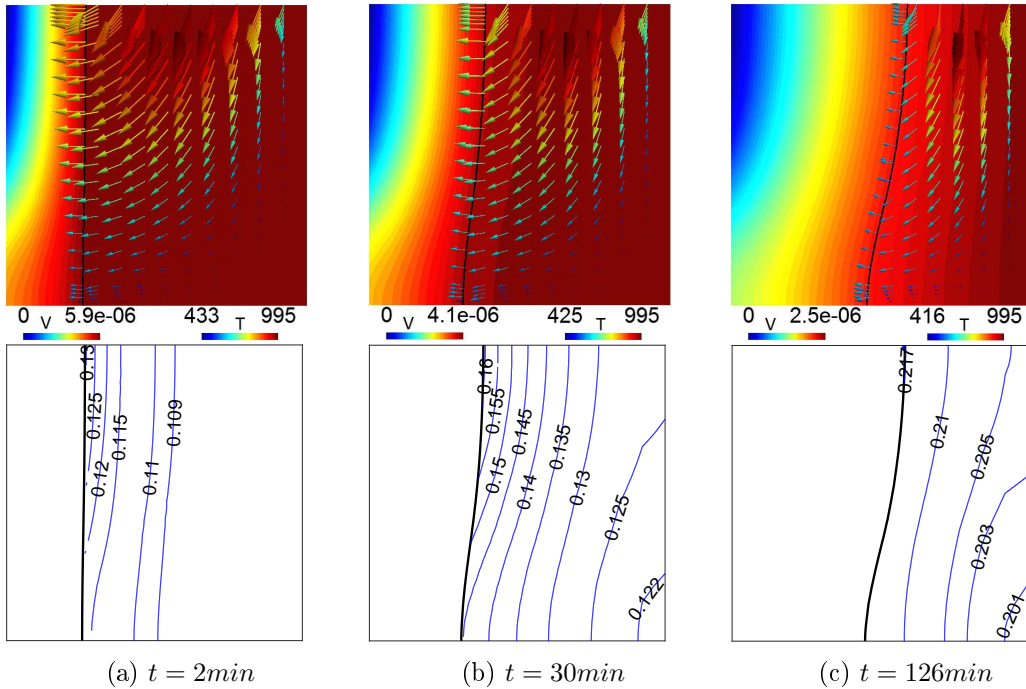 0 5.9e-06 433 995
V T
0 4.1e-06 425 995
V T
0 2.5e-06 416 995
V T
0.13
0.125
0.12
0.115
0.11
0.109
0.16
0.155
0.15
0.145
0.14
0.135
0.13
0.125
0.122
0.217
0.21
0.205
0.203
0.201
(a) t = 2min
(b) t = 30min
(c) t = 126min